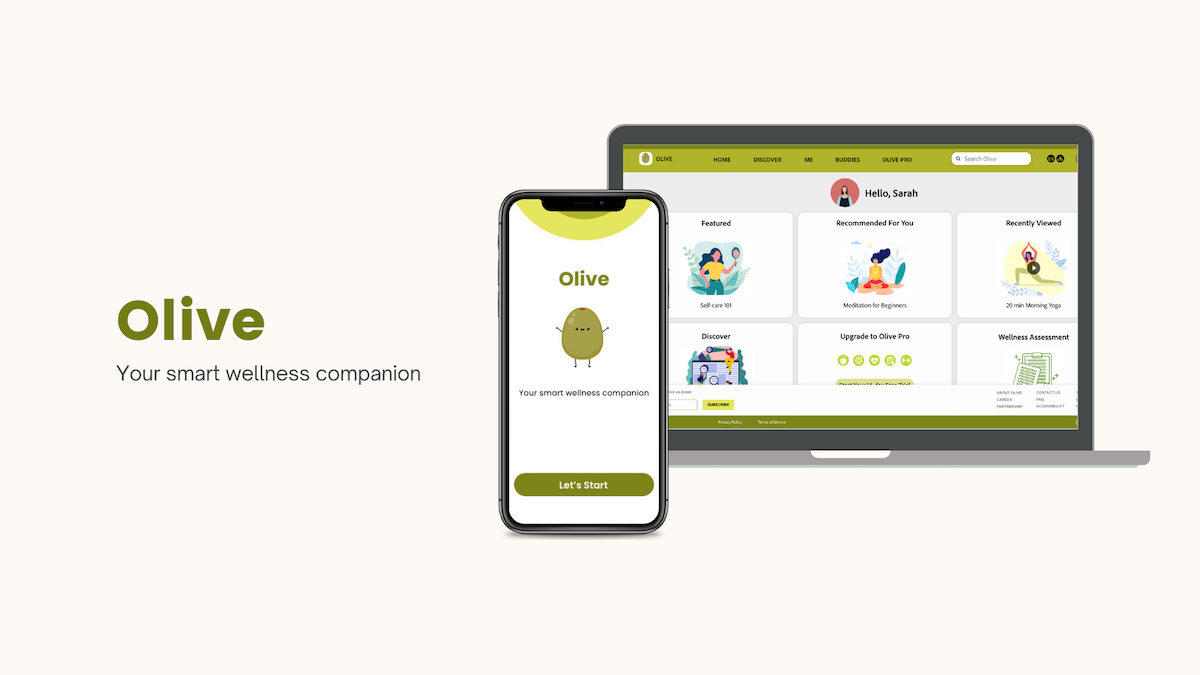 Olive
Your smart wellness companion
Olive
Your smart wellness companion
Let's Start
OLIVE
HOME
DISCOVER
ME
BUDDIES
OLIVE PRO
Search Olive
Hello, Sarah
Featured
Self-care 101
Recommended For You
Meditation for Beginners
Recently Viewed
20 min Morning Yoga
Discover
Upgrade to Olive Pro
Wellness Assessment
via Email
SUBSCRIBE
ABOUT OLIVE
CONTACT US
CAREER
FAQ
PARTNERSHIP
ACCESSIBILITY
Privacy Policy
Terms of Service